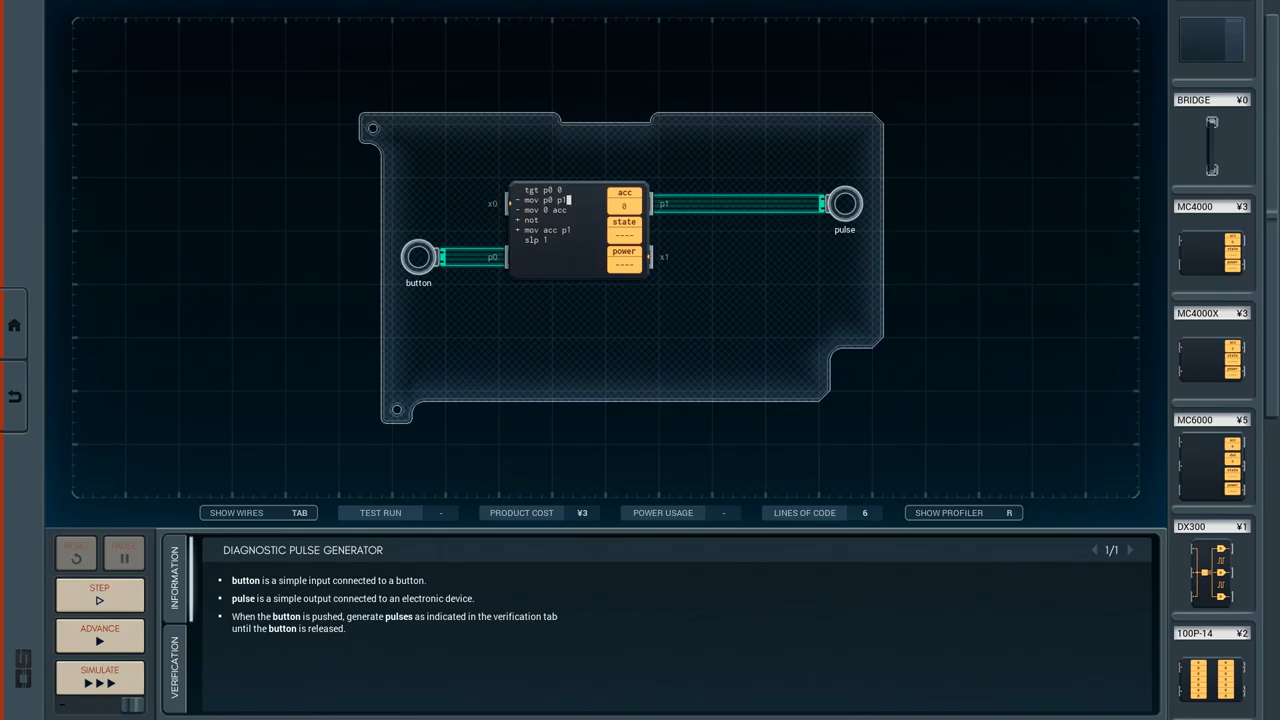 BRIDGE ¥0
MC4000 ¥3
tgt p0 0
- mov p0 p1
- mov 0 acc
+ not
+ mov acc p1
slp 1
acc
0
state
----
power
----
x0
p0
p1
x1
button
pulse
MC4000X ¥3
MC6000 ¥5
SHOW WIRES TAB
TEST RUN -
PRODUCT COST ¥3
POWER USAGE -
LINES OF CODE 6
SHOW PROFILER R
DX300 ¥1
100P-14 ¥2
RESET
PAUSE
STEP
ADVANCE
SIMULATE
INFORMATION
VERIFICATION
DIAGNOSTIC PULSE GENERATOR
1/1
▪ button is a simple input connected to a button.
▪ pulse is a simple output connected to an electronic device.
▪ When the button is pushed, generate pulses as indicated in the verification tab
until the button is released.